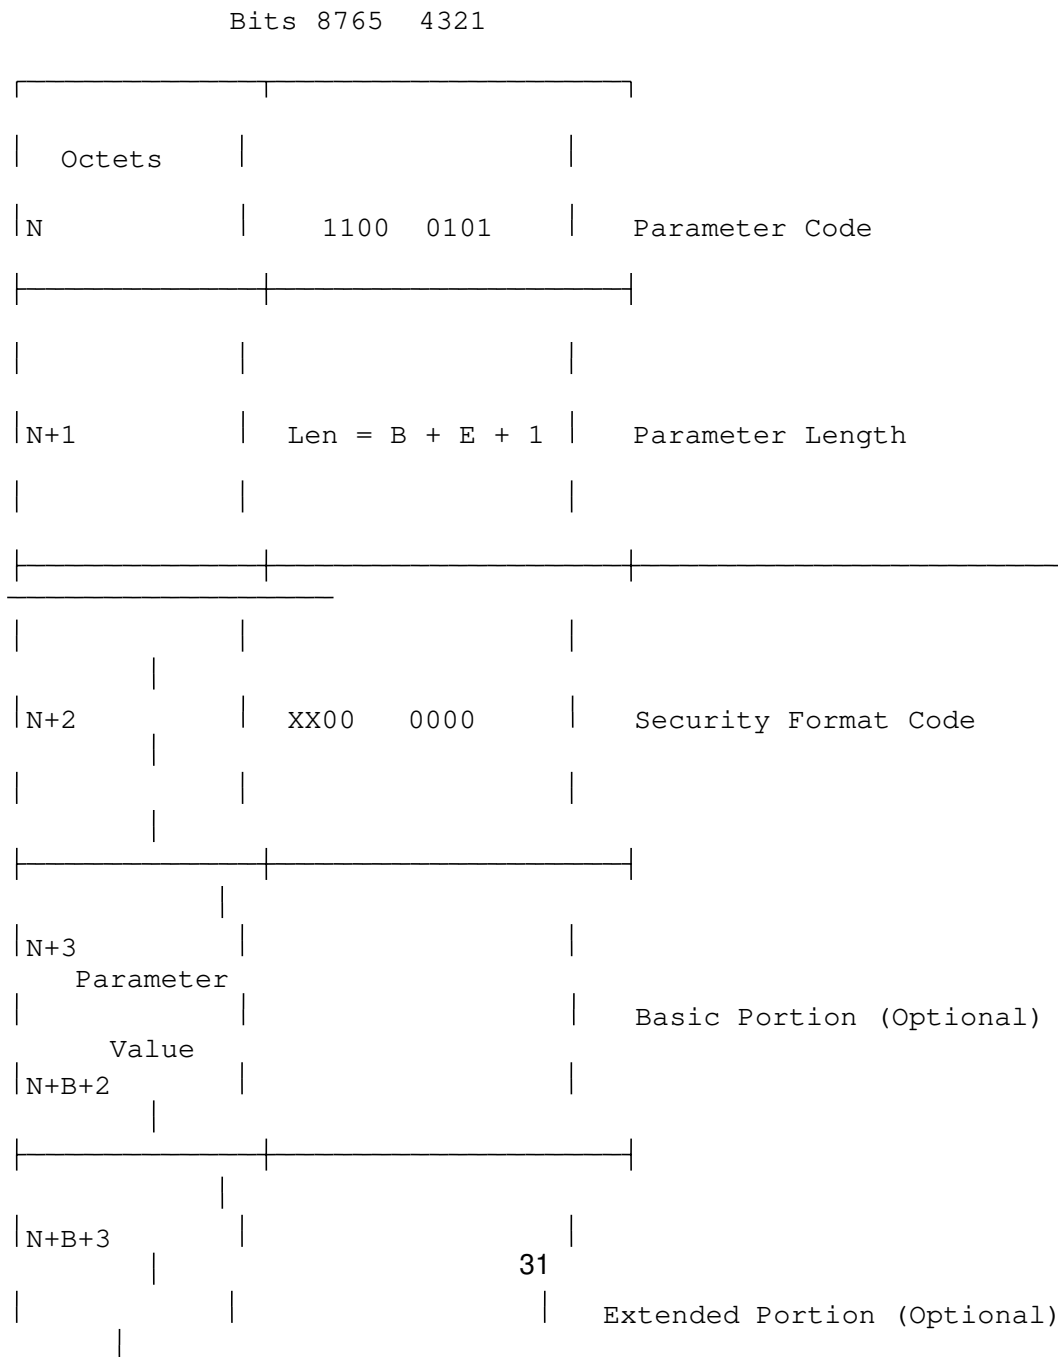 Bits 8765 4321
Octets
N 1100 0101 Parameter Code
N+1 Len = B + E + 1 Parameter Length
N+2 XX00 0000 Security Format Code
N+3
Parameter
Basic Portion (Optional)
Value
N+B+2
N+B+3
31
Extended Portion (Optional)